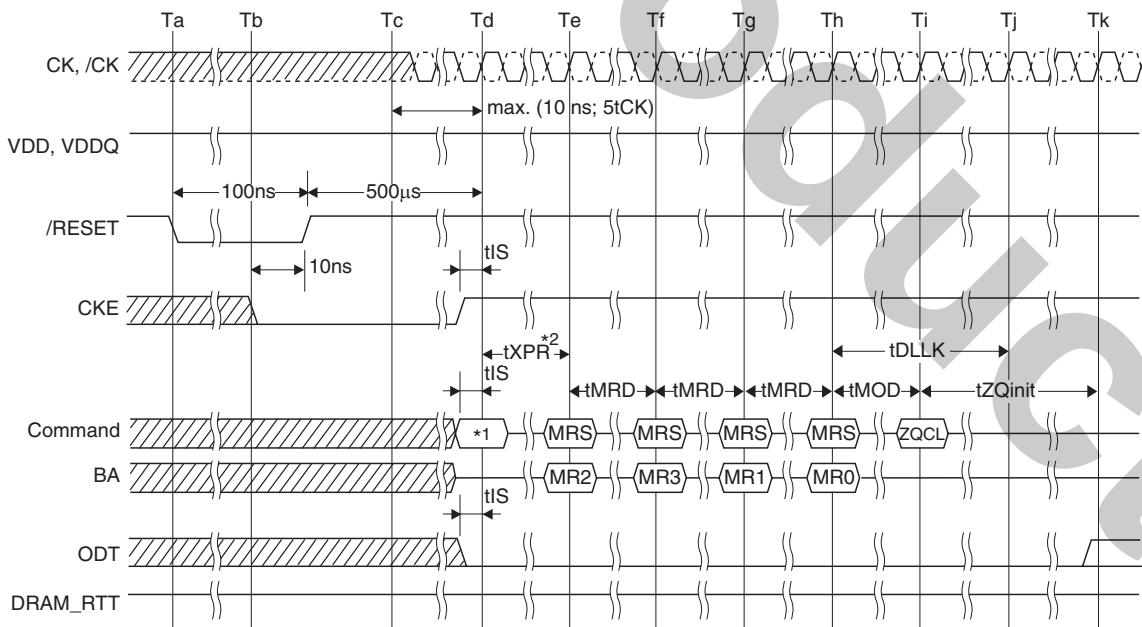 Ta Tb Tc Td Te Tf Tg Th Ti Tj Tk
CK, /CK
max. (10 ns; 5tCK)
VDD, VDDQ
100ns 500µs
/RESET
tIS
10ns
CKE
tXPR*2 tDLLK
tIS
tMRD tMRD tMRD tMOD tZQinit
Command *1 MRS MRS MRS MRS ZQCL
BA MR2 MR3 MR1 MR0
tIS
ODT
DRAM_RTT